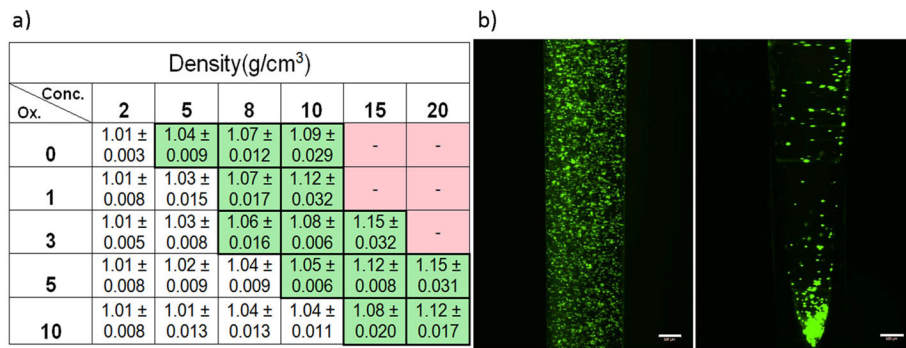 a)
b)
Density(g/cm³)
Conc.
Ox.
2 5 8 10 15 20
0 1.01 ± 0.003 1.04 ± 0.009 1.07 ± 0.012 1.09 ± 0.029 - -
1 1.01 ± 0.008 1.03 ± 0.015 1.07 ± 0.017 1.12 ± 0.032 - -
3 1.01 ± 0.005 1.03 ± 0.008 1.06 ± 0.016 1.08 ± 0.006 1.15 ± 0.032 -
5 1.01 ± 0.008 1.02 ± 0.009 1.04 ± 0.009 1.05 ± 0.006 1.12 ± 0.008 1.15 ± 0.031
10 1.01 ± 0.008 1.01 ± 0.013 1.04 ± 0.013 1.04 ± 0.011 1.08 ± 0.020 1.12 ± 0.017